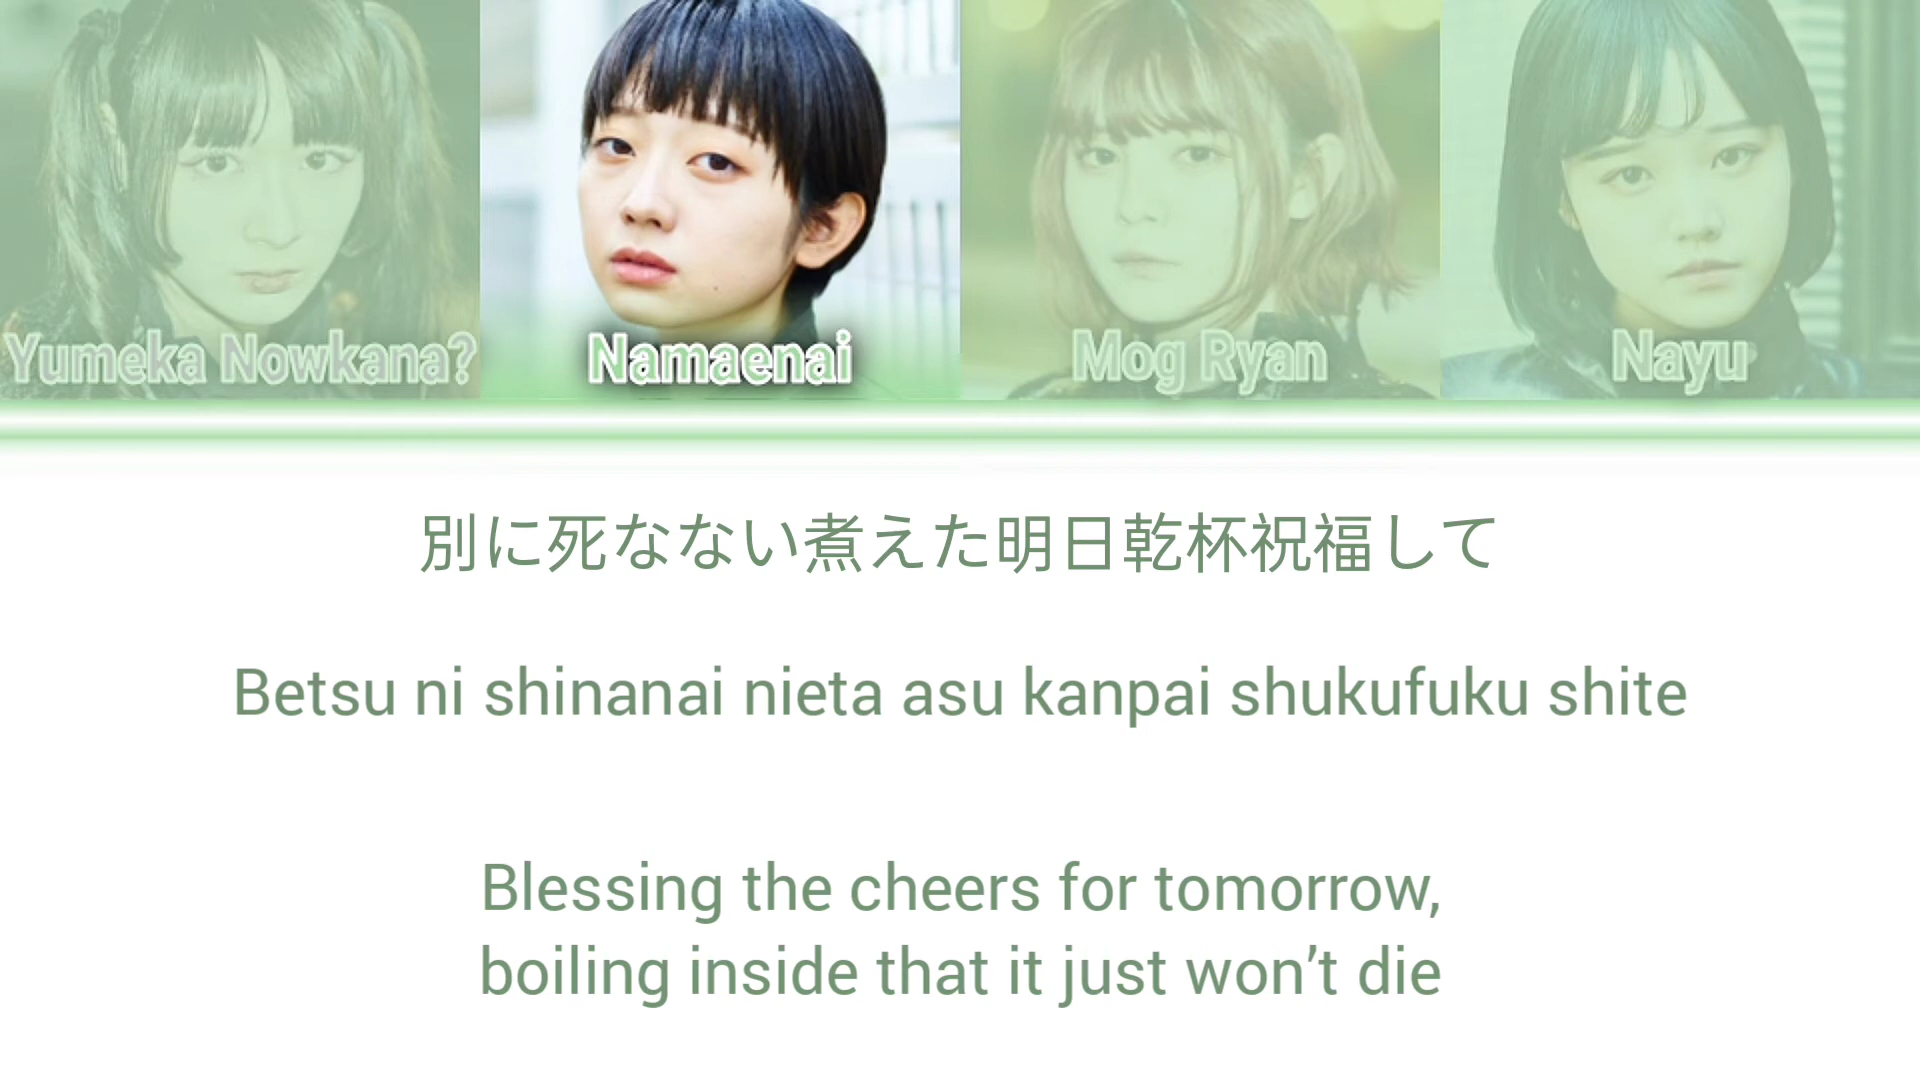 Yumeka Nowkana?
Namaenai
Mog Ryan
Nayu
別に死なない煮えた明日乾杯祝福して
Betsu ni shinanai nieta asu kanpai shukufuku shite
Blessing the cheers for tomorrow,
boiling inside that it just won’t die